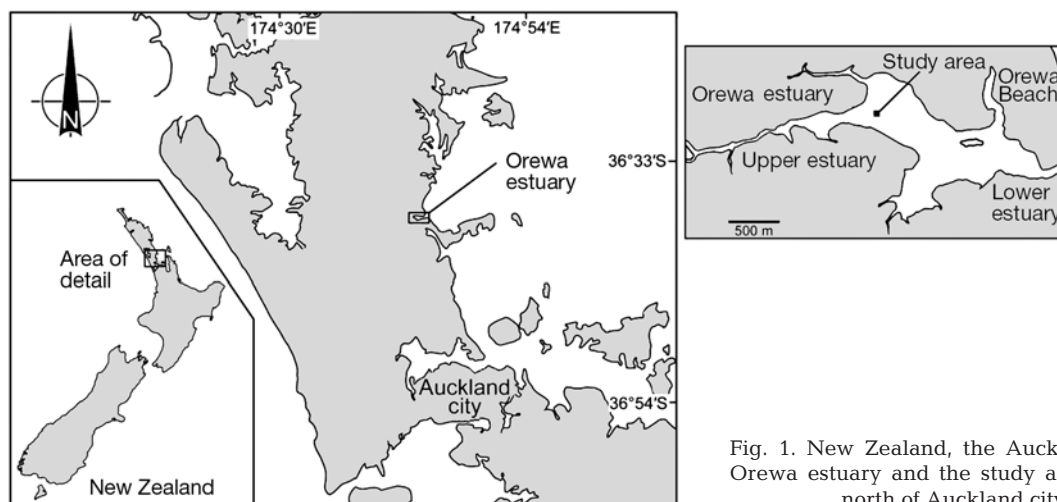 174°30'E
174°54'E
N
Orewa
estuary
36°33'S
Area of
detail
Auckland
city
36°54'S
New Zealand
Study area
Orewa estuary
Orewa
Beach
Upper estuary
Lower
estuary
500 m
Fig. 1. New Zealand, the Auck
Orewa estuary and the study a
north of Auckland city